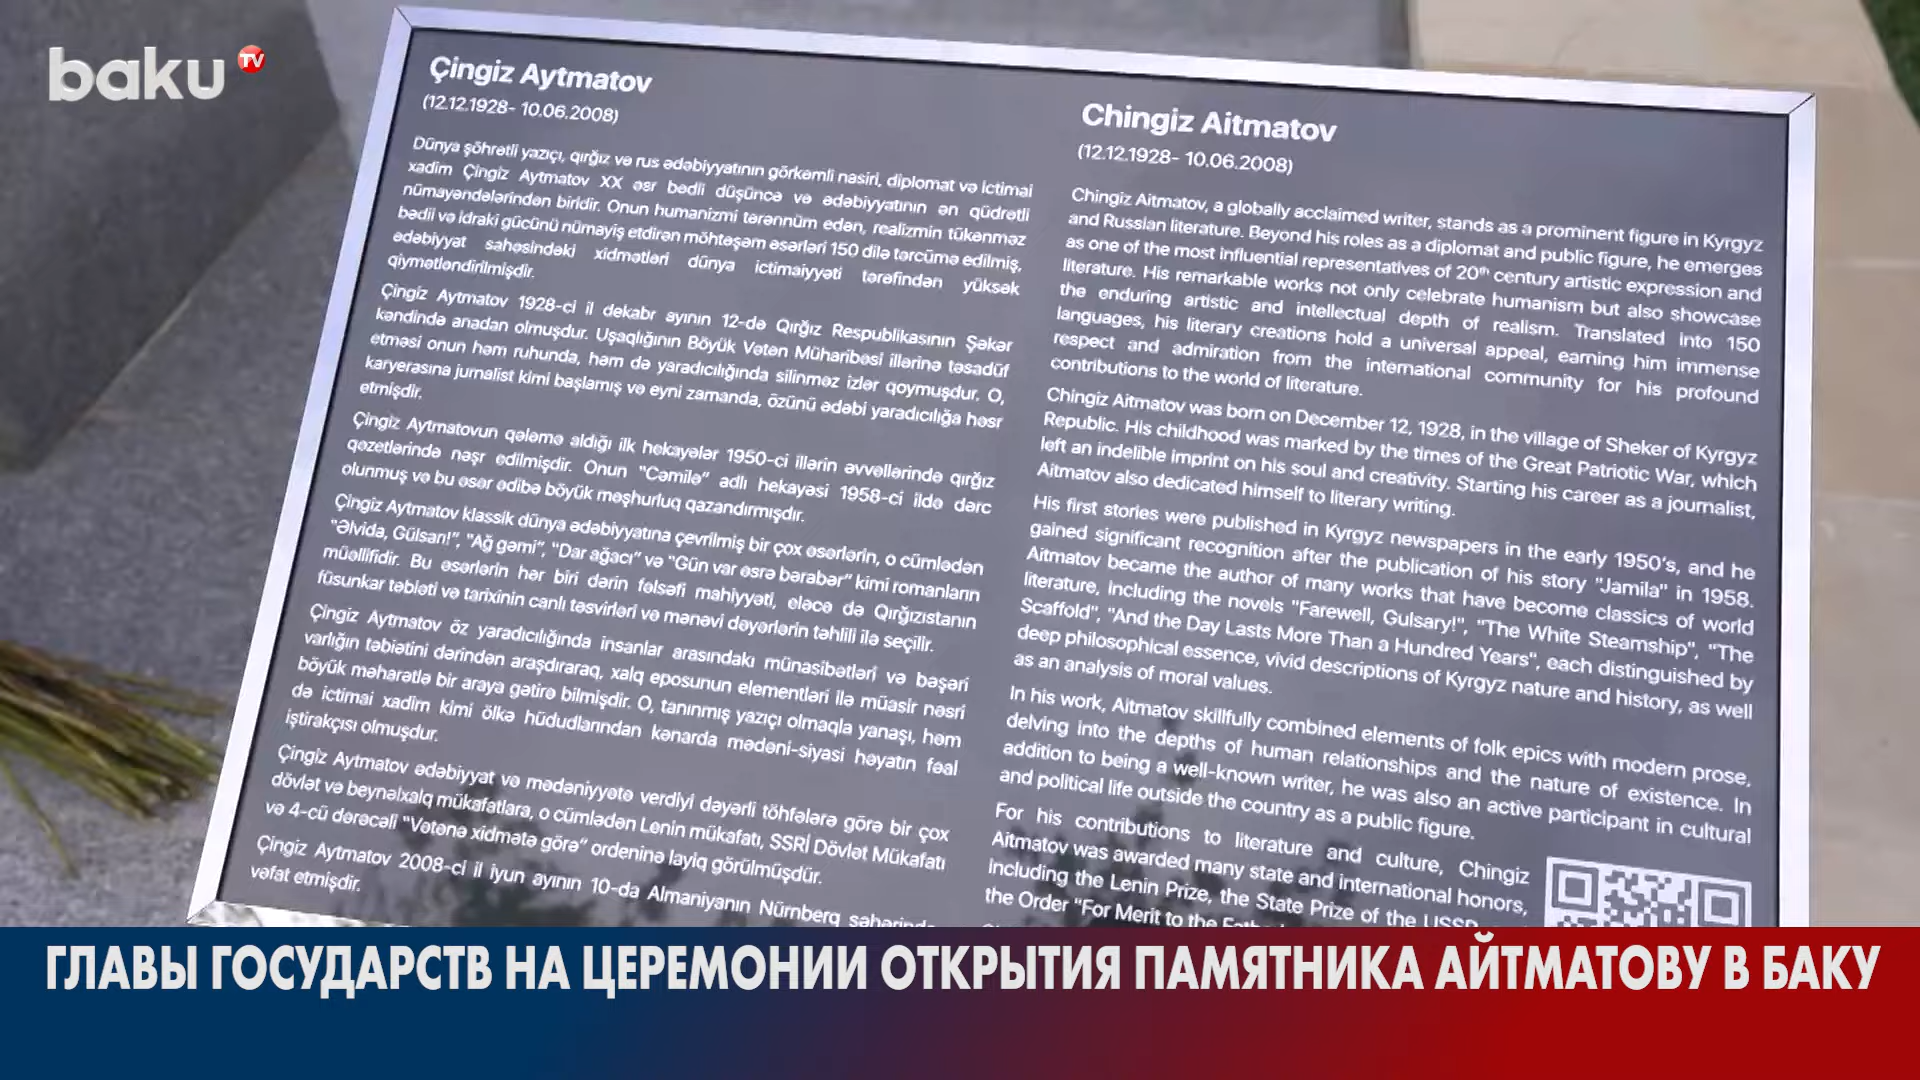 baku TV
Çingiz Aytmatov
(12.12.1928- 10.06.2008)
Dünya şöhrətli yazıçı, qırğız və rus ədəbiyyatının görkəmli nasiri, diplomat və ictimai
xadim Çingiz Aytmatov XX əsr bədii düşüncə və ədəbiyyatının ən qüdrətli
nümayəndələrindən biridir. Onun humanizmi tərənnüm edən, realizmin tükənməz
bədii və idraki gücünü nümayiş etdirən möhtəşəm əsərləri 150 dilə tərcümə edilmiş,
ədəbiyyat sahəsindəki xidmətləri dünya ictimaiyyəti tərəfindən yüksək
qiymətləndirilmişdir.
Çingiz Aytmatov 1928-ci il dekabr ayının 12-də Qırğız Respublikasının Şəkər
kəndində anadan olmuşdur. Uşaqlığının Böyük Vətən Müharibəsi illərinə təsadüf
etməsi onun həm ruhunda, həm də yaradıcılığında silinməz izlər qoymuşdur. O,
karyerasına jurnalist kimi başlamış və eyni zamanda, özünü ədəbi yaradıcılığa həsr
etmişdir.
Çingiz Aytmatovun qələmə aldığı ilk hekayələr 1950-ci illərin əvvəllərində qırğız
qəzetlərində nəşr edilmişdir. Onun "Cəmilə" adlı hekayəsi 1958-ci ildə dərc
olunmuş və bu əsər ədibə böyük məşhurluq qazandırmışdır.
Çingiz Aytmatov klassik dünya ədəbiyyatına çevrilmiş bir çox əsərlərin, o cümlədən
"Əlvida, Gülsarı!", "Ağ gəmi", "Dar ağacı" və "Gün var əsrə bərabər" kimi romanların
müəllifidir. Bu əsərlərin hər biri dərin fəlsəfi mahiyyəti, eləcə də Qırğızıstanın
füsunkar təbiəti və tarixinin canlı təsvirləri və mənəvi dəyərlərin təhlili ilə seçilir.
Çingiz Aytmatov öz yaradıcılığında insanlar arasındakı münasibətləri və bəşəri
varlığın təbiətini dərindən araşdıraraq, xalq eposunun elementləri ilə müasir nəsri
böyük məharətlə bir araya gətirə bilmişdir. O, tanınmış yazıçı olmaqla yanaşı, həm
də ictimai xadim kimi ölkə hüdudlarından kənarda mədəni-siyasi həyatın fəal
iştirakçısı olmuşdur.
Çingiz Aytmatov ədəbiyyat və mədəniyyətə verdiyi dəyərli töhfələrə görə bir çox
dövlət və beynəlxalq mükafatlara, o cümlədən Lenin mükafatı, SSRİ Dövlət Mükafatı
və 4-cü dərəcəli "Vətənə xidmətə görə" ordeninə layiq görülmüşdür.
Çingiz Aytmatov 2008-ci il iyun ayının 10-da Almaniyanın Nürnberq şəhərində
vəfat etmişdir.
Chingiz Aitmatov
(12.12.1928- 10.06.2008)
Chingiz Aitmatov, a globally acclaimed writer, stands as a prominent figure in Kyrgyz
and Russian literature. Beyond his roles as a diplomat and public figure, he emerges
as one of the most influential representatives of 20th century artistic expression and
literature. His remarkable works not only celebrate humanism but also showcase
the enduring artistic and intellectual depth of realism. Translated into 150
languages, his literary creations hold a universal appeal, earning him immense
respect and admiration from the international community for his profound
contributions to the world of literature.
Chingiz Aitmatov was born on December 12, 1928, in the village of Sheker of Kyrgyz
Republic. His childhood was marked by the times of the Great Patriotic War, which
left an indelible imprint on his soul and creativity. Starting his career as a journalist,
Aitmatov also dedicated himself to literary writing.
His first stories were published in Kyrgyz newspapers in the early 1950's, and he
gained significant recognition after the publication of his story "Jamila" in 1958.
Aitmatov became the author of many works that have become classics of world
literature, including the novels "Farewell, Gulsary!", "The White Steamship", "The
Scaffold", "And the Day Lasts More Than a Hundred Years", each distinguished by
deep philosophical essence, vivid descriptions of Kyrgyz nature and history, as well
as an analysis of moral values.
In his work, Aitmatov skillfully combined elements of folk epics with modern prose,
delving into the depths of human relationships and the nature of existence. In
addition to being a well-known writer, he was also an active participant in cultural
and political life outside the country as a public figure.
For his contributions to literature and culture, Chingiz
Aitmatov was awarded many state and international honors,
including the Lenin Prize, the State Prize of the USSR
the Order "For Merit to the
ГЛАВЫ ГОСУДАРСТВ НА ЦЕРЕМОНИИ ОТКРЫТИЯ ПАМЯТНИКА АЙТМАТОВУ В БАКУ